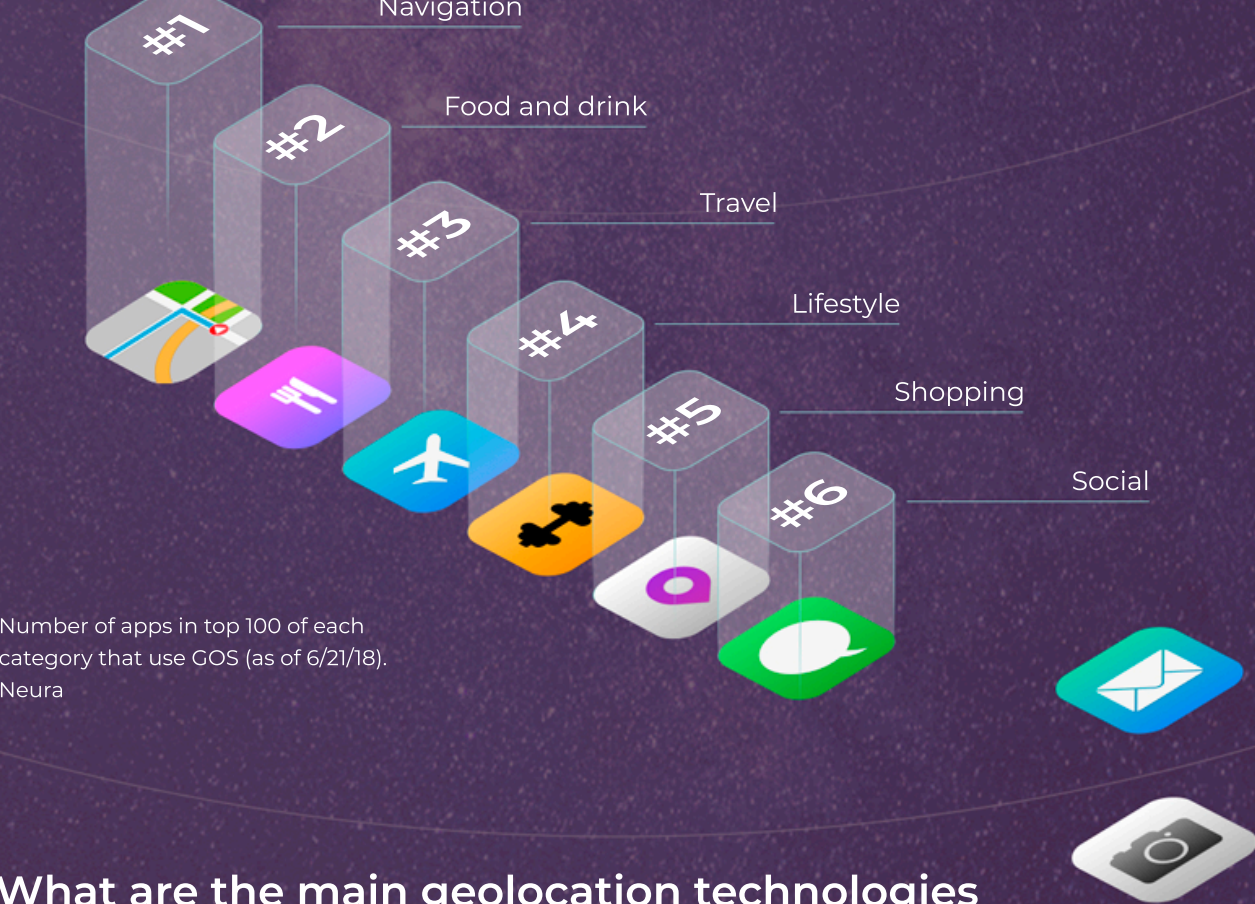 #1
Navigation
#2
Food and drink
#3
Travel
#4
Lifestyle
#5
Shopping
#6
Social
Number of apps in top 100 of each
category that use GOS (as of 6/21/18).
Neura
What are the main geolocation technologies